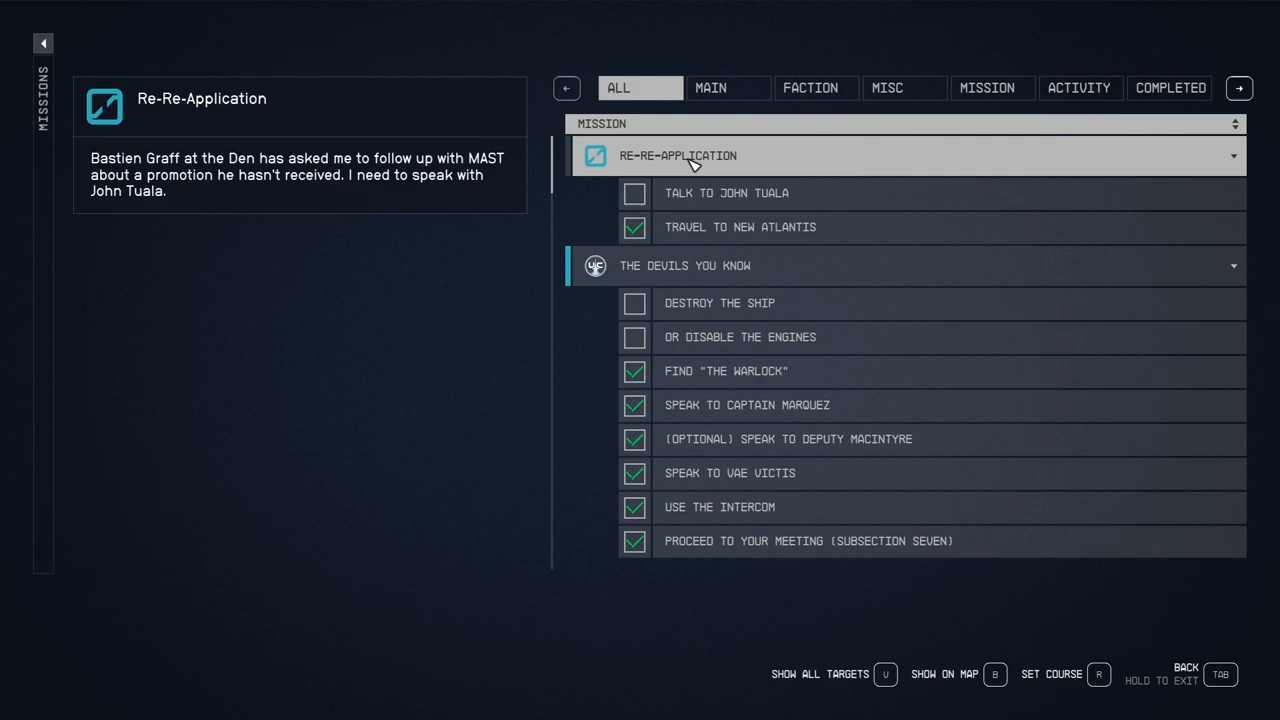 MISSIONS
Re-Re-Application
Bastien Graff at the Den has asked me to follow up with MAST
about a promotion he hasn't received. I need to speak with
John Tuala.
ALL MAIN FACTION MISC MISSION ACTIVITY COMPLETED
MISSION
RE-RE-APPLICATION
TALK TO JOHN TUALA
TRAVEL TO NEW ATLANTIS
UC THE DEVILS YOU KNOW
DESTROY THE SHIP
OR DISABLE THE ENGINES
FIND "THE WARLOCK"
SPEAK TO CAPTAIN MARQUEZ
(OPTIONAL) SPEAK TO DEPUTY MACINTYRE
SPEAK TO VAE VICTIS
USE THE INTERCOM
PROCEED TO YOUR MEETING (SUBSECTION SEVEN)
SHOW ALL TARGETS V SHOW ON MAP B SET COURSE R BACK TAB
HOLD TO EXIT